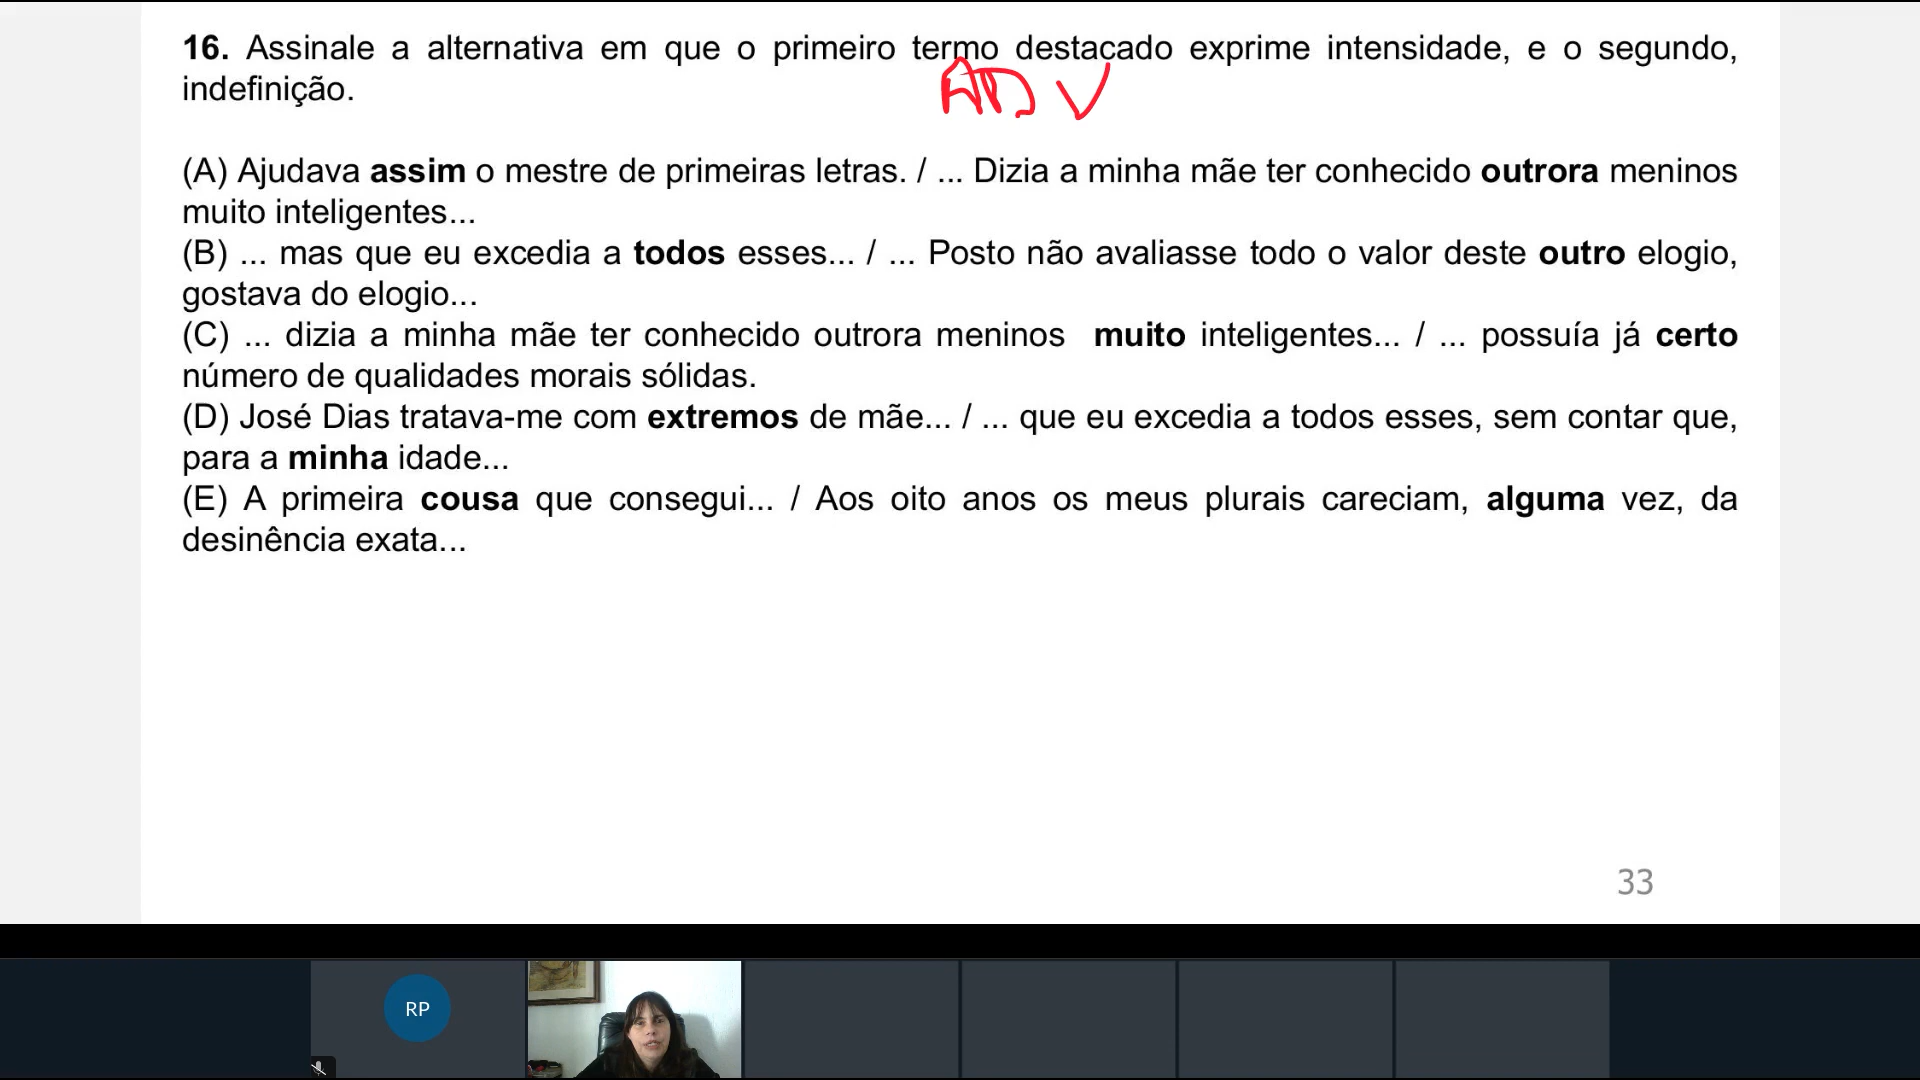 16. Assinale a alternativa em que o primeiro termo destacado exprime intensidade, e o segundo,
indefinição.
ADV
(A) Ajudava assim o mestre de primeiras letras. / ... Dizia a minha mãe ter conhecido outrora meninos
muito inteligentes...
(B) ... mas que eu excedia a todos esses... / ... Posto não avaliasse todo o valor deste outro elogio,
gostava do elogio...
(C) ... dizia a minha mãe ter conhecido outrora meninos muito inteligentes... / ... possuía já certo
número de qualidades morais sólidas.
(D) José Dias tratava-me com extremos de mãe... / ... que eu excedia a todos esses, sem contar que,
para a minha idade...
(E) A primeira cousa que consegui... / Aos oito anos os meus plurais careciam, alguma vez, da
desinência exata...
33
RP